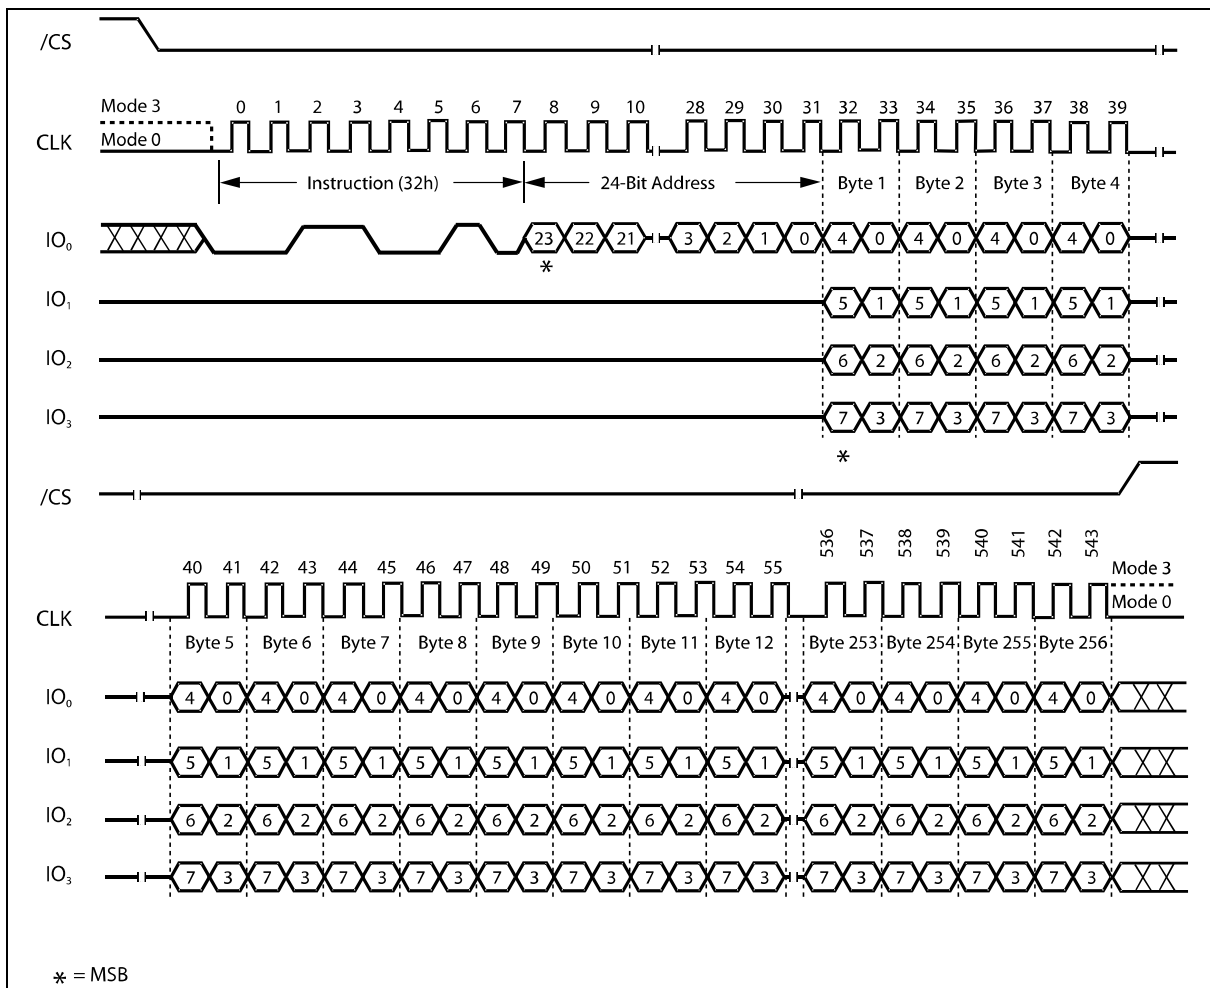 /CS
Mode 3
0 1 2 3 4 5 6 7 8 9 10 28 29 30 31 32 33 34 35 36 37 38 39
CLK
Mode 0
Instruction (32h) 24-Bit Address Byte 1 Byte 2 Byte 3 Byte 4
IO₀ 23 22 21 3 2 1 0 4 0 4 0 4 0 4 0
*
IO₁ 5 1 5 1 5 1 5 1
IO₂ 6 2 6 2 6 2 6 2
IO₃ 7 3 7 3 7 3 7 3
*
/CS
536 537 538 539 540 541 542 543
40 41 42 43 44 45 46 47 48 49 50 51 52 53 54 55 Mode 3
CLK Mode 0
Byte 5 Byte 6 Byte 7 Byte 8 Byte 9 Byte 10 Byte 11 Byte 12 Byte 253 Byte 254 Byte 255 Byte 256
IO₀ 4 0 4 0 4 0 4 0 4 0 4 0 4 0 4 0 4 0 4 0 4 0 4 0
IO₁ 5 1 5 1 5 1 5 1 5 1 5 1 5 1 5 1 5 1 5 1 5 1 5 1
IO₂ 6 2 6 2 6 2 6 2 6 2 6 2 6 2 6 2 6 2 6 2 6 2 6 2
IO₃ 7 3 7 3 7 3 7 3 7 3 7 3 7 3 7 3 7 3 7 3 7 3 7 3
* = MSB